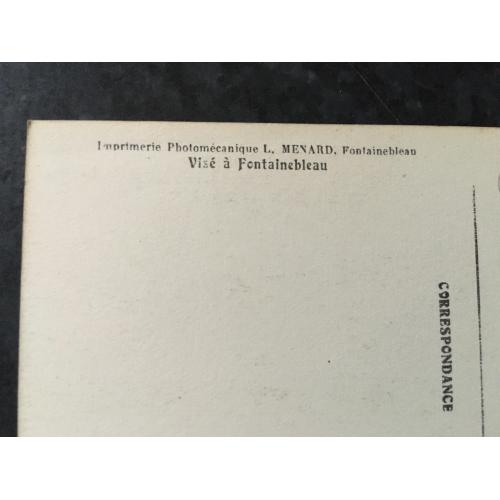 Imprimerie Photomécanique L. MENARD, Fontainebleau
Visé à Fontainebleau
CORRESPONDANCE